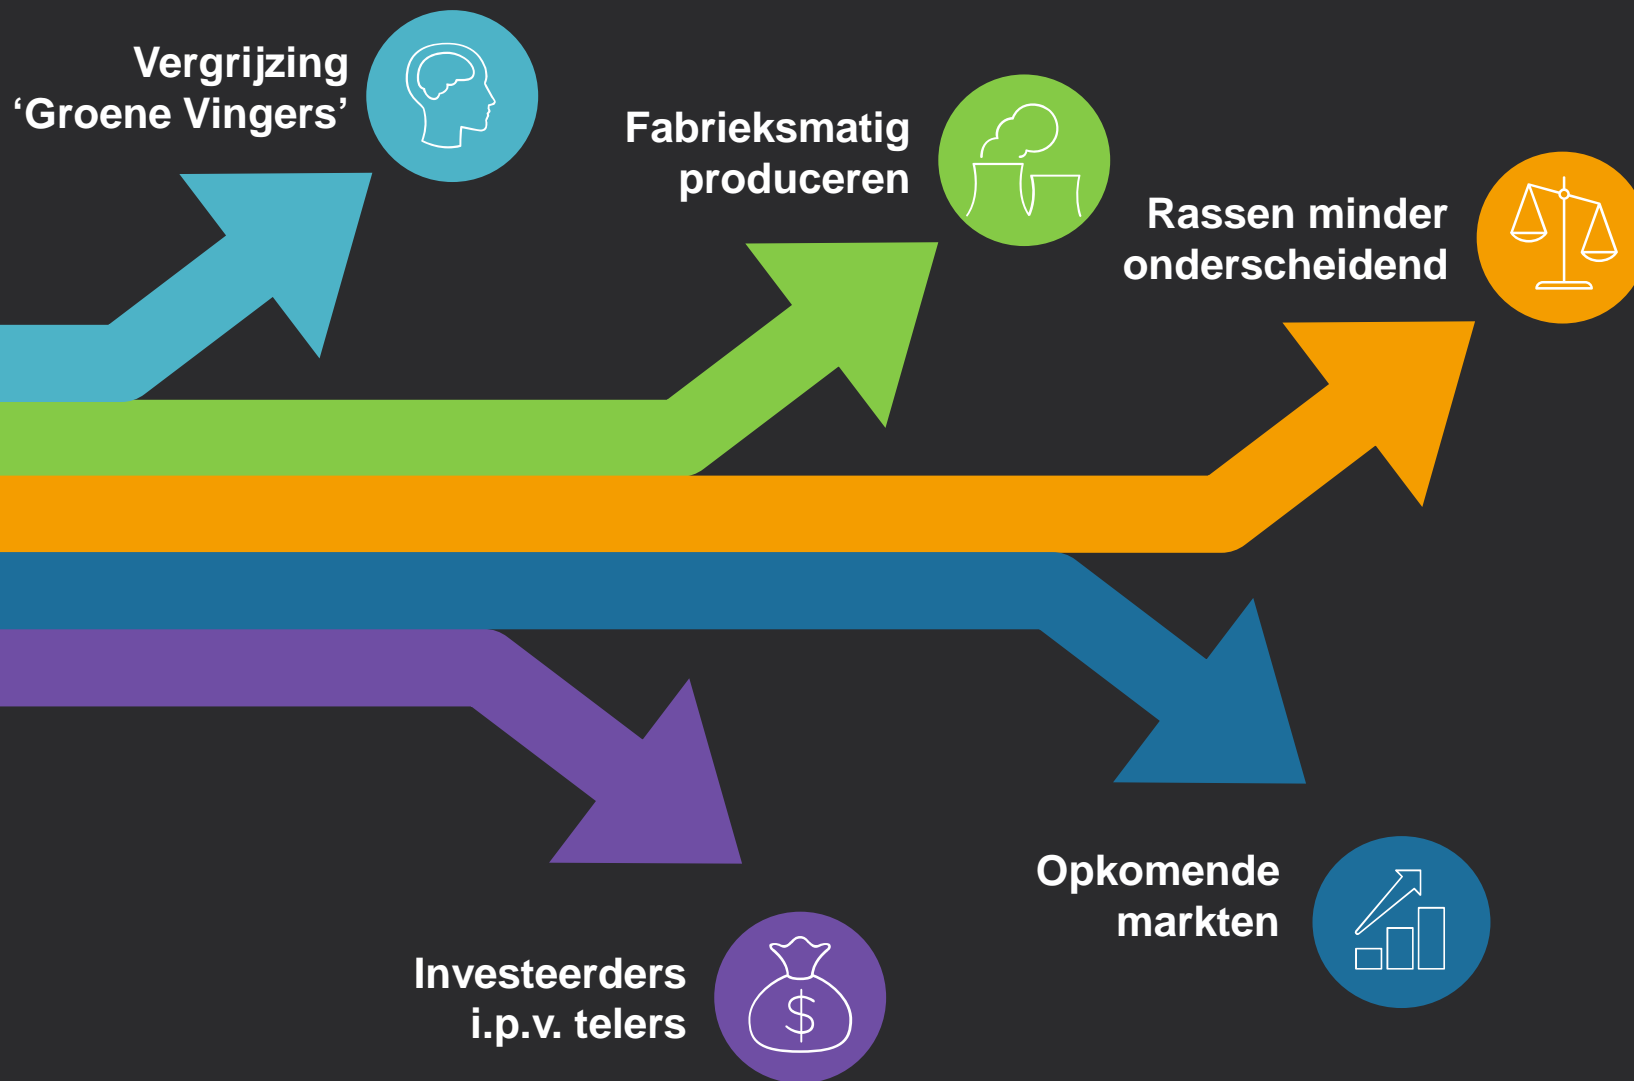 Vergrijzing
‘Groene Vingers’
Fabrieksmatig
produceren
Rassen minder
onderscheidend
Opkomende
markten
Investeerders
i.p.v. telers
$